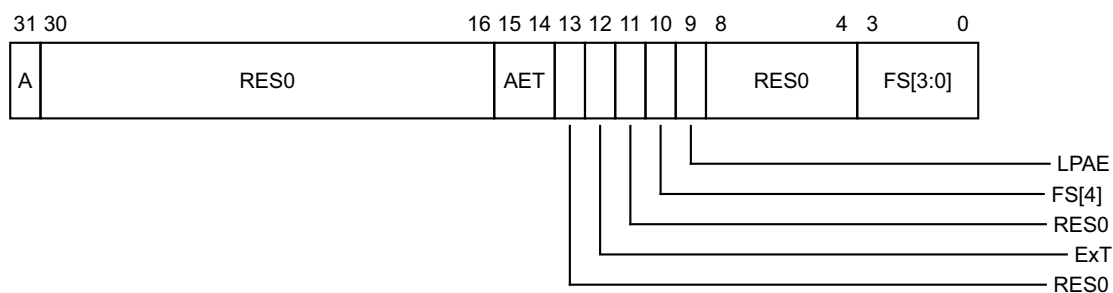 31 30 16 15 14 13 12 11 10 9 8 4 3 0
A RES0 AET RES0 FS[3:0]
LPAE
FS[4]
RES0
ExT
RES0